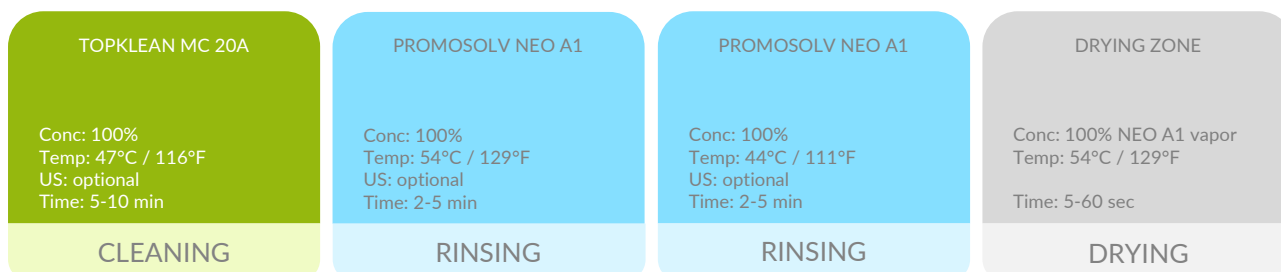 TOPKLEAN MC 20A
Conc: 100%
Temp: 47°C / 116°F
US: optional
Time: 5-10 min
CLEANING
PROMOSOLV NEO A1
Conc: 100%
Temp: 54°C / 129°F
US: optional
Time: 2-5 min
RINSING
PROMOSOLV NEO A1
Conc: 100%
Temp: 44°C / 111°F
US: optional
Time: 2-5 min
RINSING
DRYING ZONE
Conc: 100% NEO A1 vapor
Temp: 54°C / 129°F
Time: 5-60 sec
DRYING